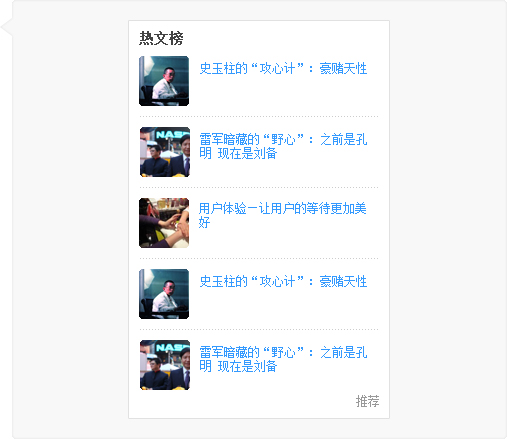 热文榜
史玉柱的“攻心计”：豪赌天性
雷军暗藏的“野心”：之前是孔
明 现在是刘备
用户体验－让用户的等待更加美
好
史玉柱的“攻心计”：豪赌天性
雷军暗藏的“野心”：之前是孔
明 现在是刘备
推荐